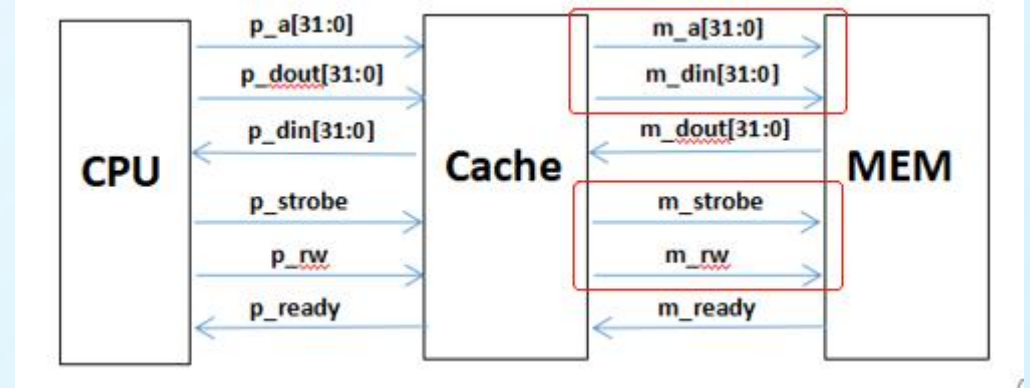 p_a[31:0]
m_a[31:0]
p_dout[31:0]
m_din[31:0]
p_din[31:0]
m_dout[31:0]
CPU
Cache
MEM
p_strobe
m_strobe
p_rw
m_rw
p_ready
m_ready